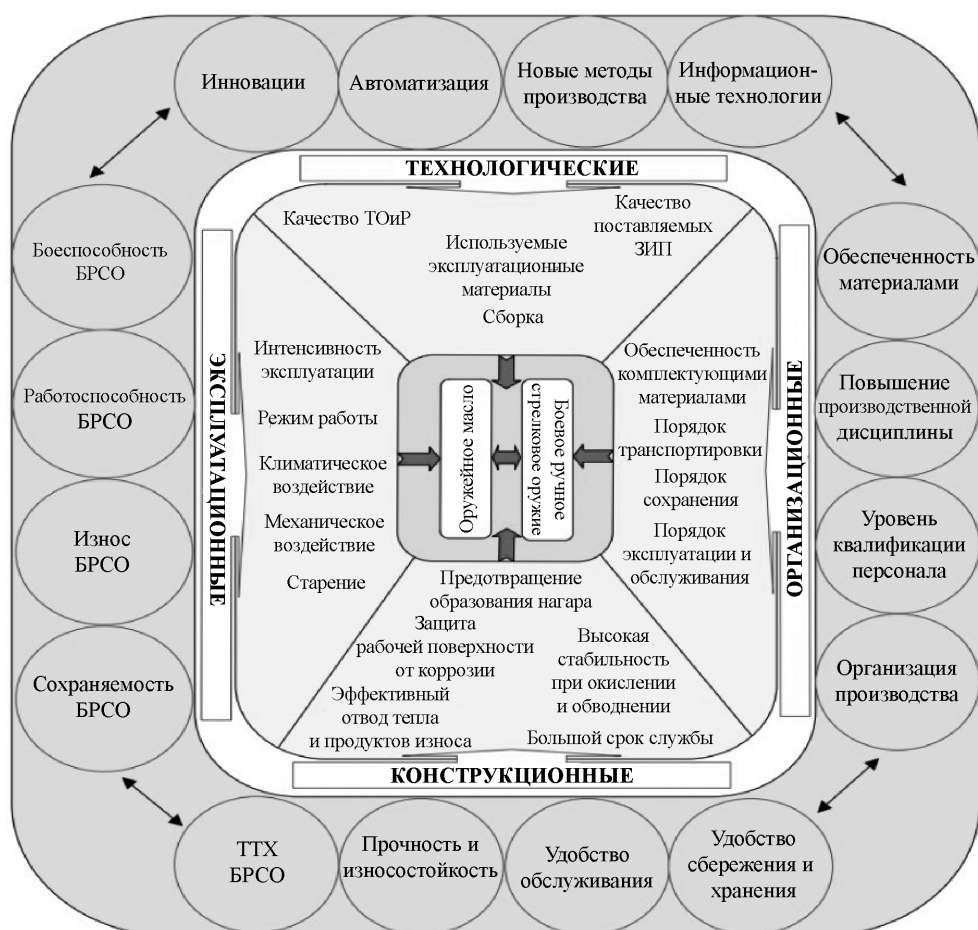 Инновации
Автоматизация
Новые методы
производства
Информацион-
ные технологии
ТЕХНОЛОГИЧЕСКИЕ
Качество ТОиР
Качество
поставляемых
ЗИП
Используемые
эксплуатационные
материалы
Сборка
Боеспособность
БРСО
Работоспособность
БРСО
Износ
БРСО
Сохраняемость
БРСО
ЭКСПЛУАТАЦИОННЫЕ
Интенсивность
эксплуатации
Режим работы
Климатическое
воздействие
Механическое
воздействие
Старение
Оружейное масло
Боевое ручное
стрелковое оружие
Обеспеченность
комплектующими
материалами
Порядок
транспортировки
Порядок
сохранения
Порядок
эксплуатации и
обслуживания
ОРГАНИЗАЦИОННЫЕ
Обеспеченность
материалами
Повышение
производственной
дисциплины
Уровень
квалификации
персонала
Организация
производства
Предотвращение
образования нагара
Защита
рабочей поверхности
от коррозии
Эффективный
отвод тепла
и продуктов износа
Высокая
стабильность
при окислении
и обводнении
Большой срок службы
КОНСТРУКЦИОННЫЕ
ТТХ
БРСО
Прочность и
износостойкость
Удобство
обслуживания
Удобство
сбережения и
хранения